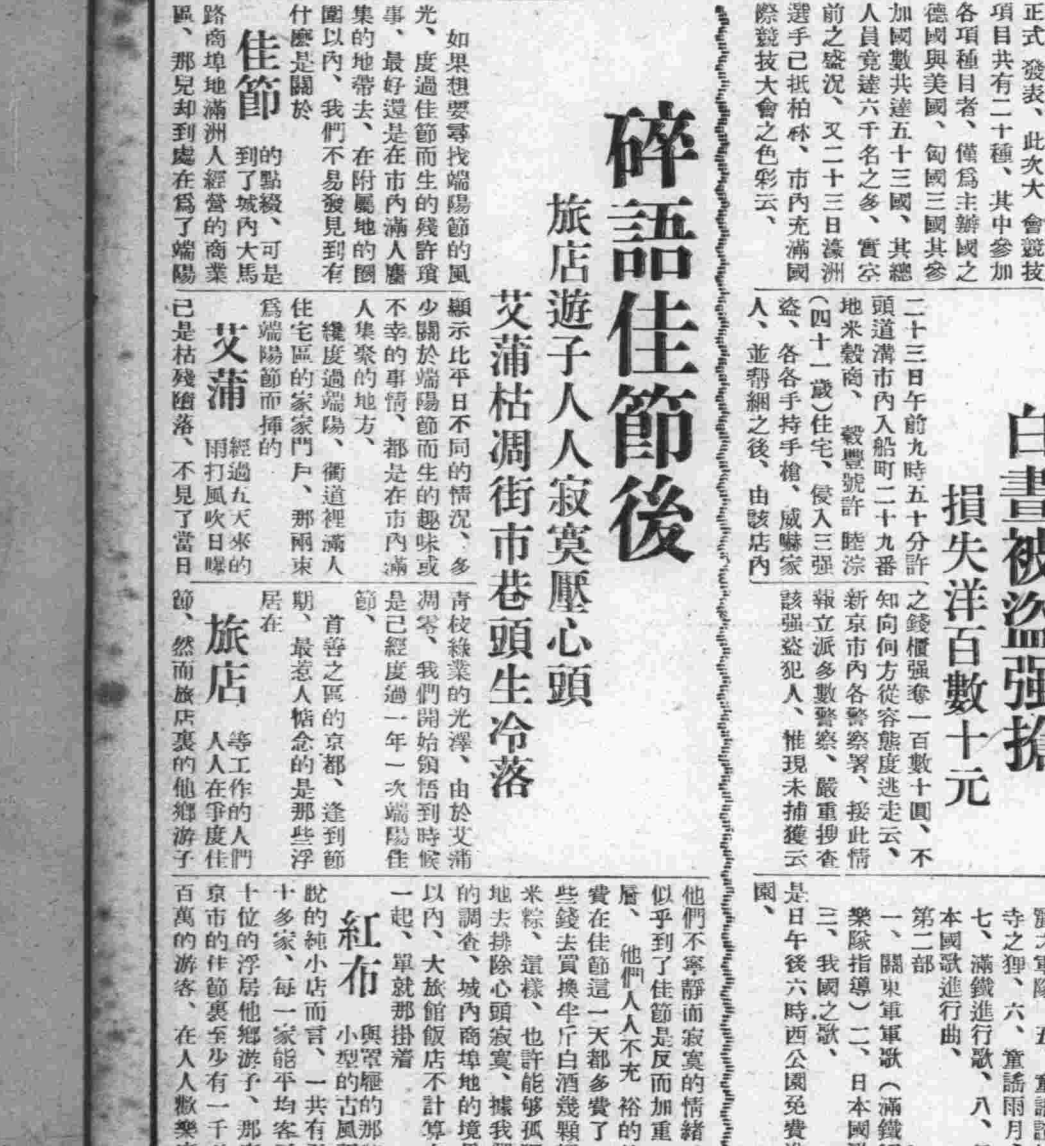 正式 發表、此次大 會競技
項目共有二十種、其中參加
各項種目者、僅爲主辦國之
德國與美國、匈國三國其參
加國數共達五十三國、其總
人員竟達六千名之多、實空
前之盛況、又二十三日濠洲
選手已抵柏林、市內充滿國
際競技大會之色彩云、
白晝被盜强搶
損失洋百數十元
二十三日午前九時五十分許
頭道溝市內入船町二十九番
地米穀商、 穀豐號許 睦淙
(四十一歲)住宅、侵入三强
盜、各各手持手槍、威嚇家
人、並幇綑之後、由該店內
之錢櫃强奪一百數十圓、不
知向何方從容態度逃走云、
新京市內各警察署、接此情
報立派多數警察、嚴重搜查
該强盜犯人、惟現未捕獲云
寺之狸、六、童謠雨月
七、滿鐵進行歌、八、
本國歌進行曲、
第二部
一、關東軍軍歌(滿鐵
樂隊指導)二、日本國
三、我國之歌、
是日午後六時西公園免費
園、
碎語佳節後
旅店遊子人人寂寞壓心頭
艾蒲枯凋街市巷頭生冷落
如果想要尋找端陽節的風
光、度過佳節而生的殘許瑣
事、最好還是在市內滿人麕
集的地帶去、在附屬地的圈
圍以內、我們不易發見到有
什麽是關於
佳節
的點綴、可是
到了城內大馬
路商埠地滿洲人經營的商業
區、那兒却到處在爲了端陽
顯示比平日不同的情況、多
少關於端陽節而生的趣味或
不幸的事情、都是在市內滿
人集聚的地方、
纔度過端陽、衢道裡滿人
住宅區的家家門戶、那兩束
爲端陽節而揷的
艾蒲
經過五天來的
雨打風吹日曝
已是枯殘墮落、不見了當日
靑枝綠業的光澤、由於艾蒲
凋零、我們開始領悟到時候
是已經度過一年一次端陽佳
節、
首善之區的京都、逢到節
期、最惹人惦念的是那些浮
居在
旅店
等工作的人們
人人在爭度佳
節、然而旅店裏的他鄕游子
他們不寧靜而寂寞的情緖
似乎到了佳節是反而加重
層、 他們人人不充 裕的
費在佳節這一天都多費了
些錢去買換半斤白酒幾顆
米粽、這樣、也許能够孤
地去排除心頭寂寞、據我
的調查、城內商埠地的境
以內、大旅館飯店不計算
一起、單就那掛着
紅布
與罩簾的那
小型的古風
說的純小店而言、一共有
十多家、每一家能平均客
十位的浮居他鄕游子、那
京市的佳節裏至少有一千
百萬的游客、在人人歡樂